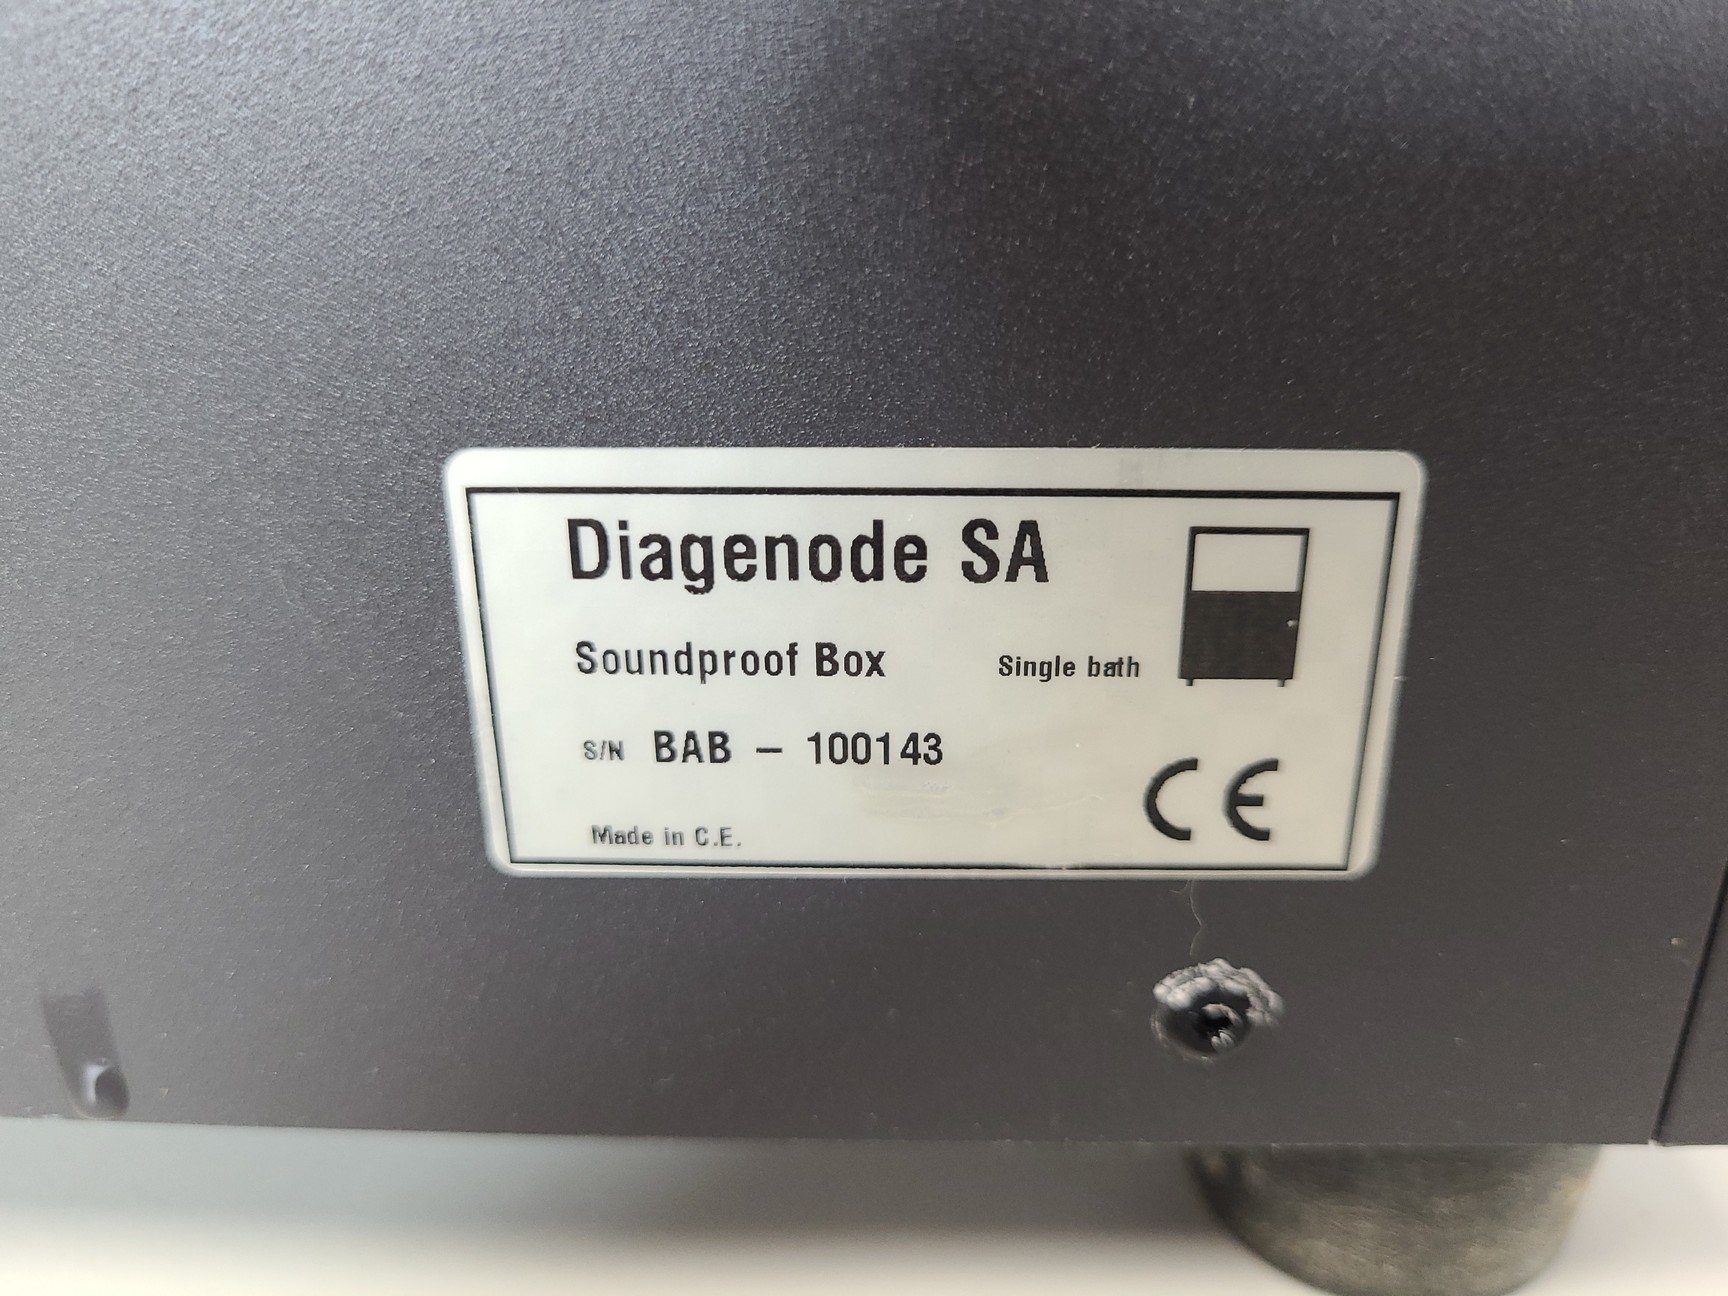 Diagenode SA
Soundproof Box Single bath
S/N BAB – 100143
CE
Made in C.E.